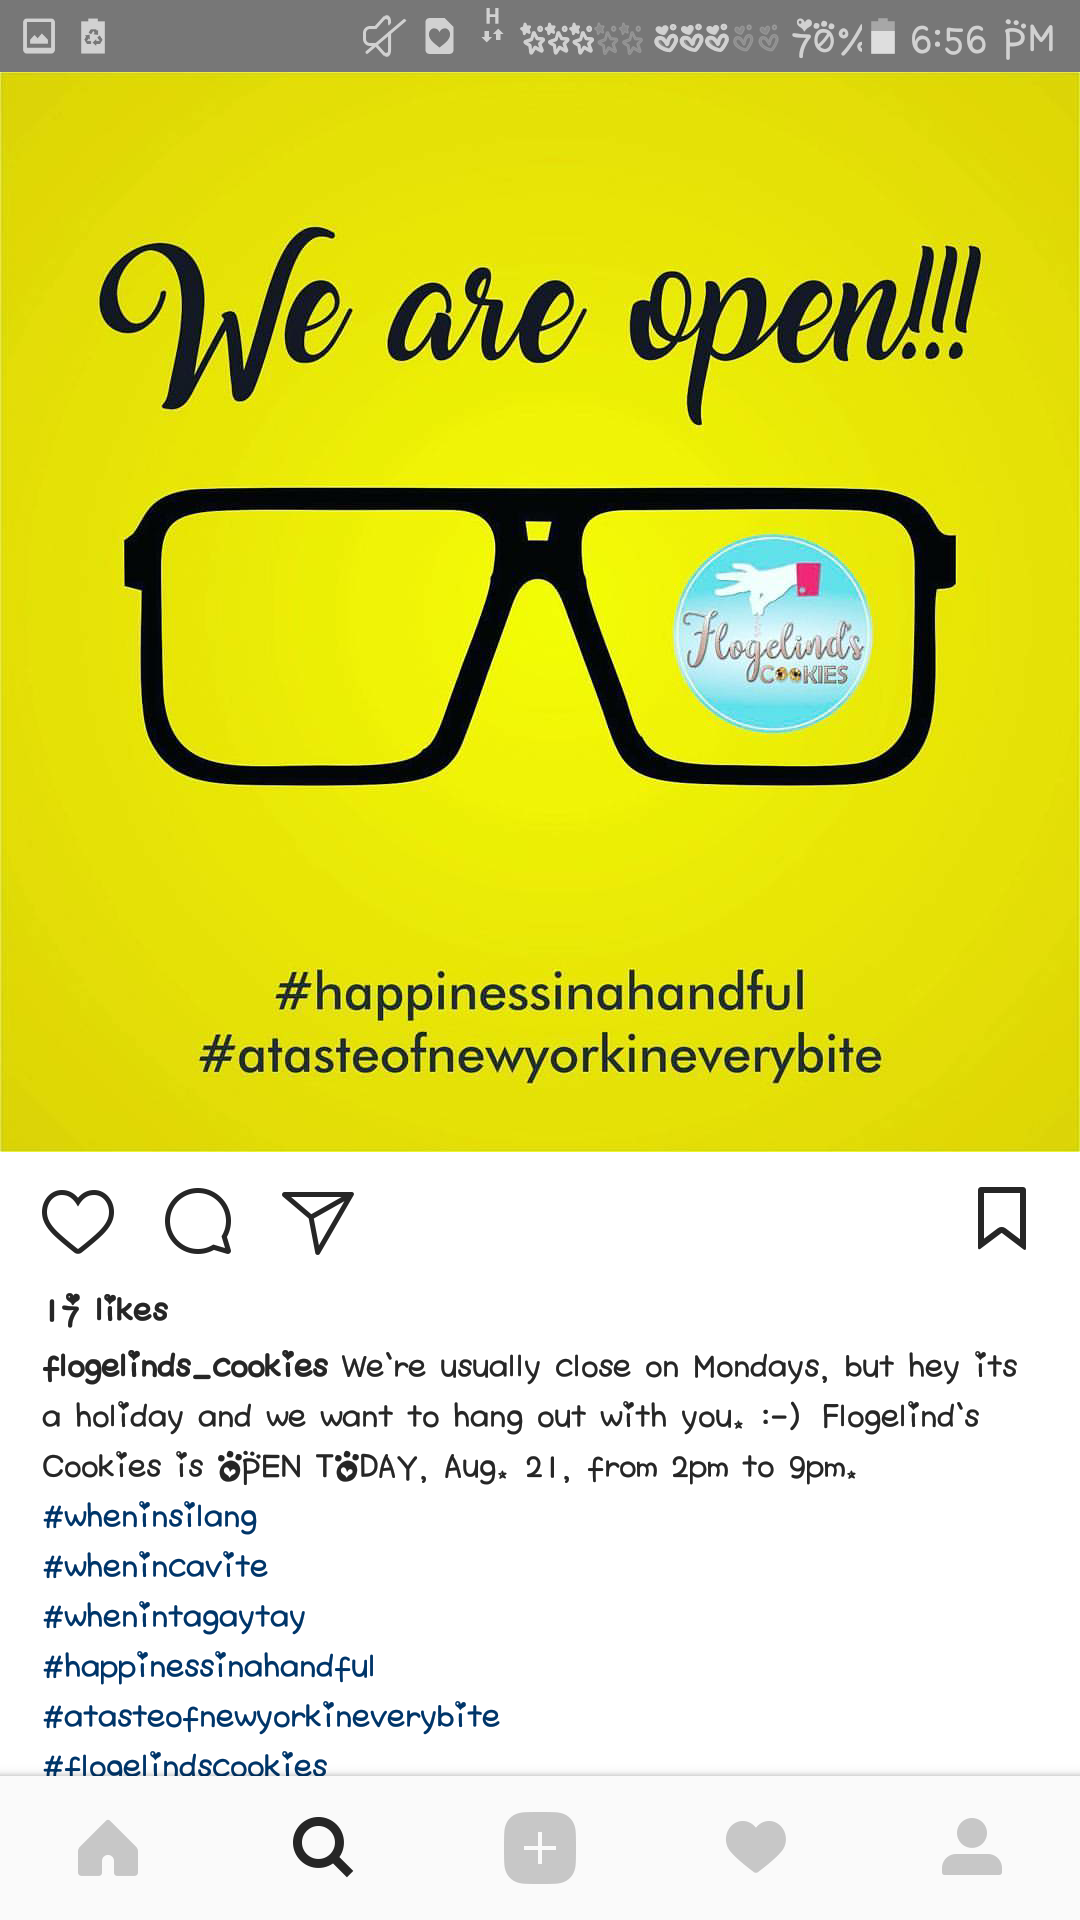 H
70% 6:56 PM
We are open!!!
Flogelind's
COOKIES
#happinessinahandful
#atasteofnewyorkineverybite
17 likes
flogelinds_cookies We're usually close on Mondays, but hey its
a holiday and we want to hang out with you. :-) Flogelind's
Cookies is OPEN TODAY, Aug. 21, from 2pm to 9pm.
#wheninsilang
#whenincavite
#whenintagaytay
#happinessinahandful
#atasteofnewyorkineverybite
#flogelindscookies